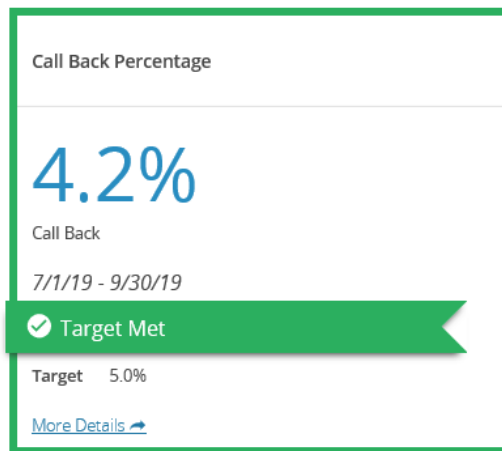 Call Back Percentage
4.2%
Call Back
7/1/19 - 9/30/19
Target Met
Target 5.0%
More Details